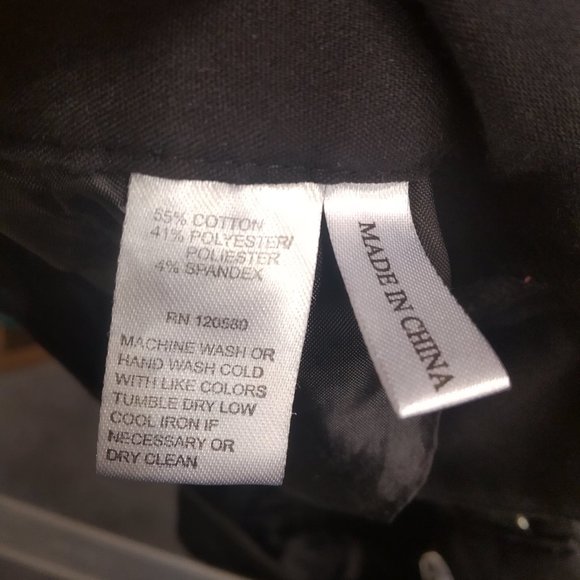 55% COTTON
41% POLYESTER/
POLIESTER
4% SPANDEX
RN 120580
MACHINE WASH OR
HAND WASH COLD
WITH LIKE COLORS
TUMBLE DRY LOW
COOL IRON IF
NECESSARY OR
DRY CLEAN
MADE IN CHINA